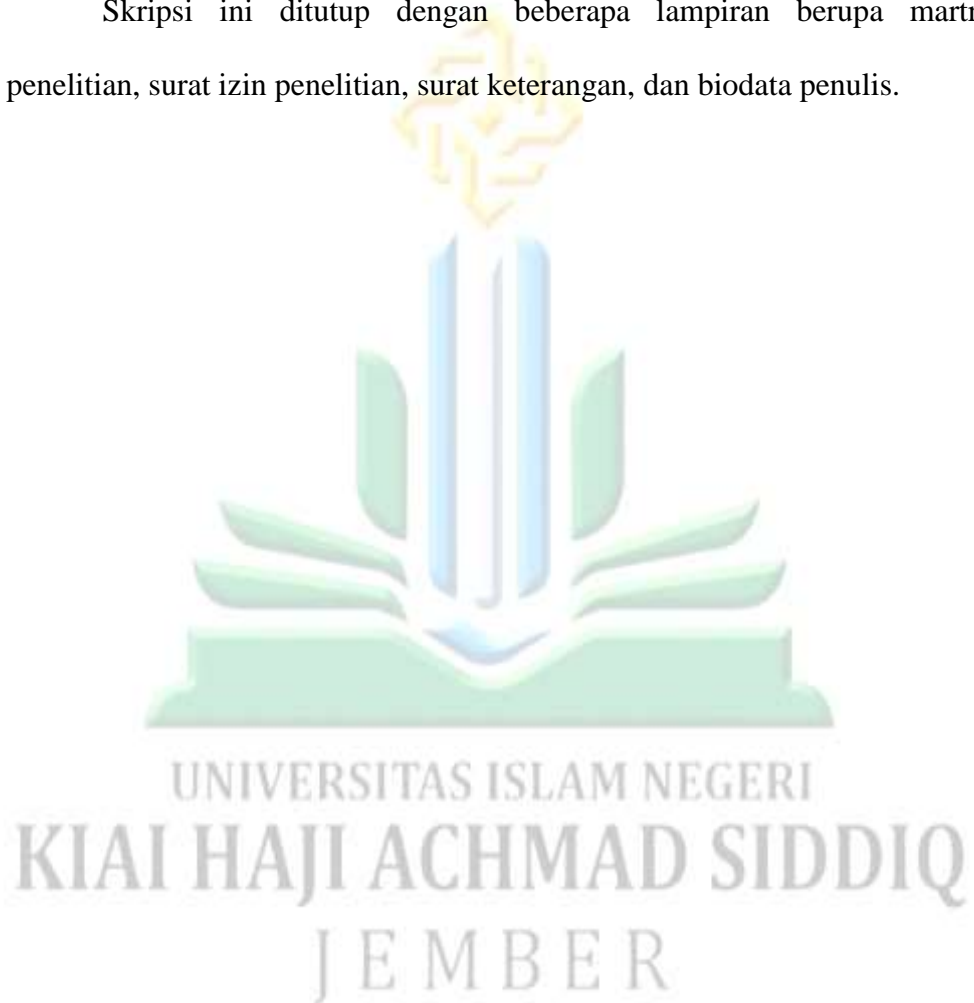 Skripsi ini ditutup dengan beberapa lampiran berupa
penelitian, surat izin penelitian, surat keterangan, dan biodata penulis.
UNIVERSITAS ISLAM NEGERI
KIAI HAJI ACHMAD SIDDIQ
JEMBER